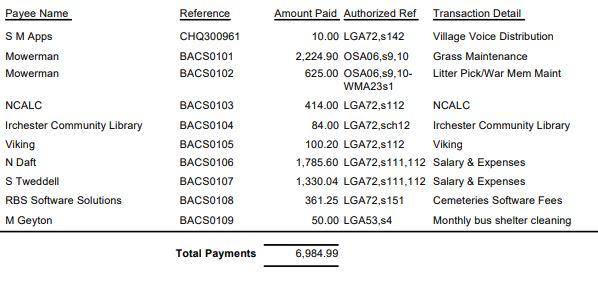 Payee Name Reference Amount Paid Authorized Ref Transaction Detail
S M Apps CHQ300961 10.00 LGA72,s142 Village Voice Distribution
Mowerman BACS0101 2,224.90 OSA06,s9,10 Grass Maintenance
Mowerman BACS0102 625.00 OSA06,s9,10- Litter Pick/War Mem Maint
WMA23s1
NCALC BACS0103 414.00 LGA72,s112 NCALC
Irchester Community Library BACS0104 84.00 LGA72,sch12 Irchester Community Library
Viking BACS0105 100.20 LGA72,s112 Viking
N Daft BACS0106 1,785.60 LGA72,s111,112 Salary & Expenses
S Tweddell BACS0107 1,330.04 LGA72,s111,112 Salary & Expenses
RBS Software Solutions BACS0108 361.25 LGA72,s151 Cemeteries Software Fees
M Geyton BACS0109 50.00 LGA53,s4 Monthly bus shelter cleaning
Total Payments 6,984.99